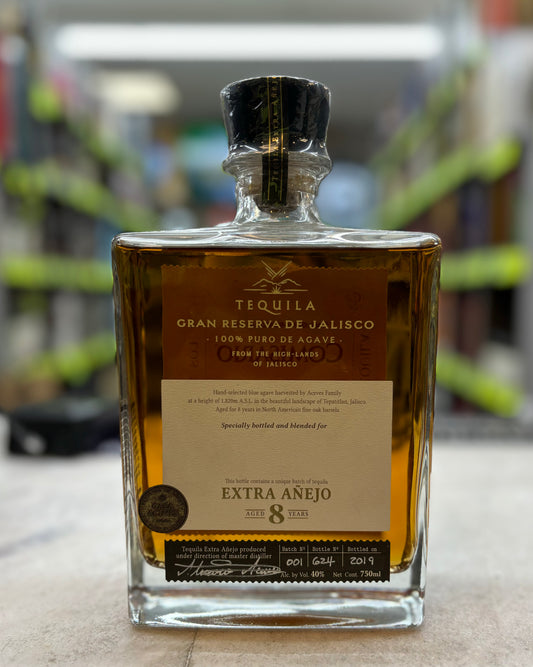 TEQUILA
GRAN RESERVA DE JALISCO
· 100% PURO DE AGAVE ·
FROM THE HIGH-LANDS
OF JALISCO
Hand-selected blue agave harvested by Aceves Family
at a height of 1.820m A.S.L. in the beautiful landscape of Tepatitlan, Jalisco
Aged for 8 years in North American fine oak barrels.
Specially bottled and blended for
This bottle contains a unique batch of tequila
EXTRA AÑEJO
AGED 8 YEARS
Tequila Extra Añejo produced
under direction of master distiller
Batch Nº Bottle Nº Bottled on
001 624 2019
Alc. by Vol. 40% Net Cont. 750ml